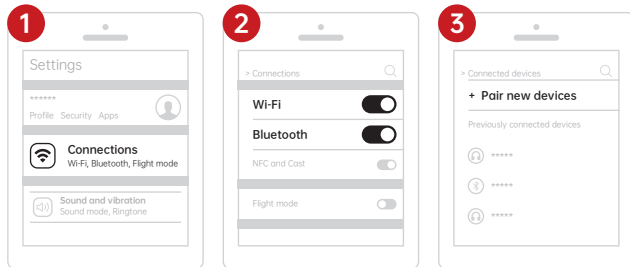 1
Settings
******
Profile Security Apps
Connections
Wi-Fi, Bluetooth, Flight mode
Sound and vibration
Sound mode, Ringtone
2
> Connections
Wi-Fi
Bluetooth
NFC and Cast
Flight mode
3
> Connected devices
+ Pair new devices
Previously connected devices
*****
*****
*****